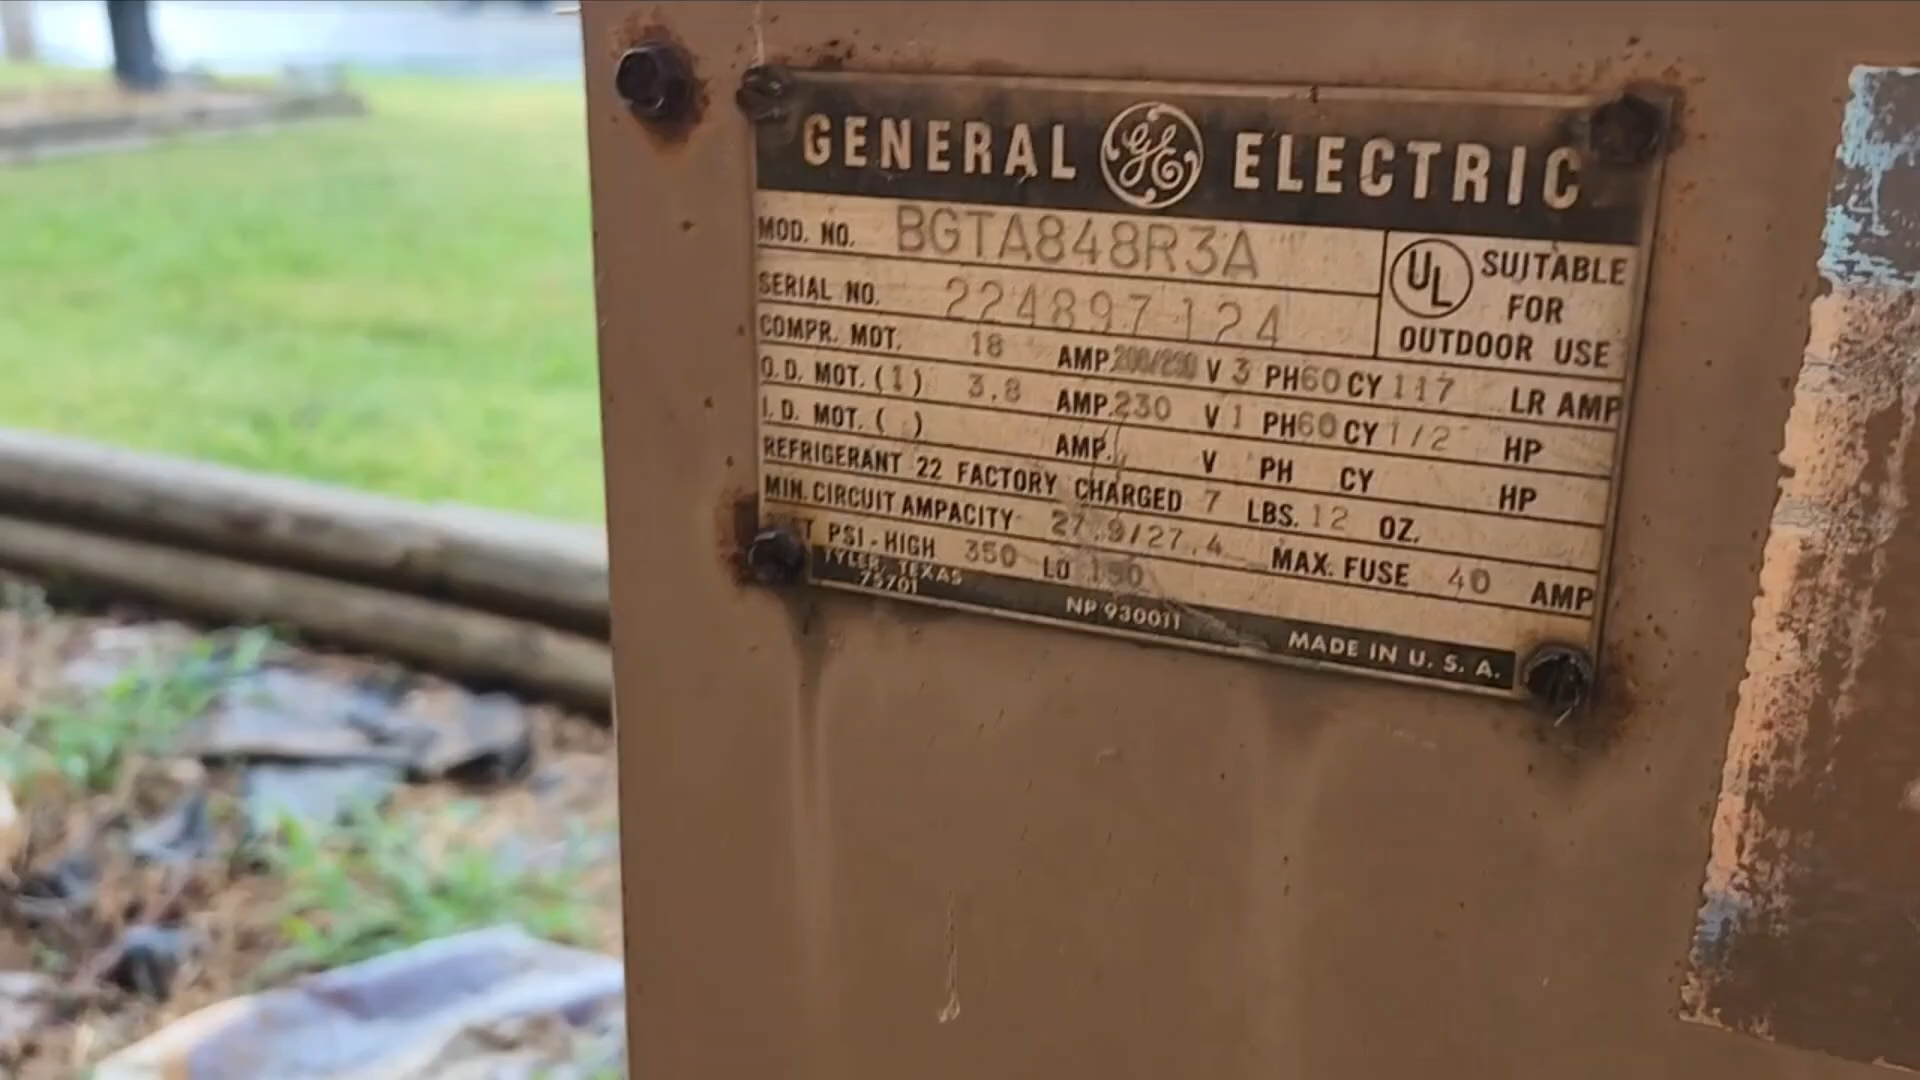 GENERAL GE ELECTRIC
MOD. NO. BGTA848R3A
SERIAL NO. 224897124
UL SUITABLE
FOR
OUTDOOR USE
COMPR. MOT. 18 AMP. 200/230 V 3 PH 60 CY 117 LR AMP
O.D. MOT. (1) 3.8 AMP. 230 V 1 PH 60 CY 1/2 HP
I.D. MOT. ( ) AMP. V PH CY HP
REFRIGERANT 22 FACTORY CHARGED 7 LBS. 12 OZ.
MIN. CIRCUIT AMPACITY 27.9/27.4 MAX. FUSE 40 AMP
PSI-HIGH 350 LO 150
TYLER, TEXAS
75701
NP 930011
MADE IN U.S.A.